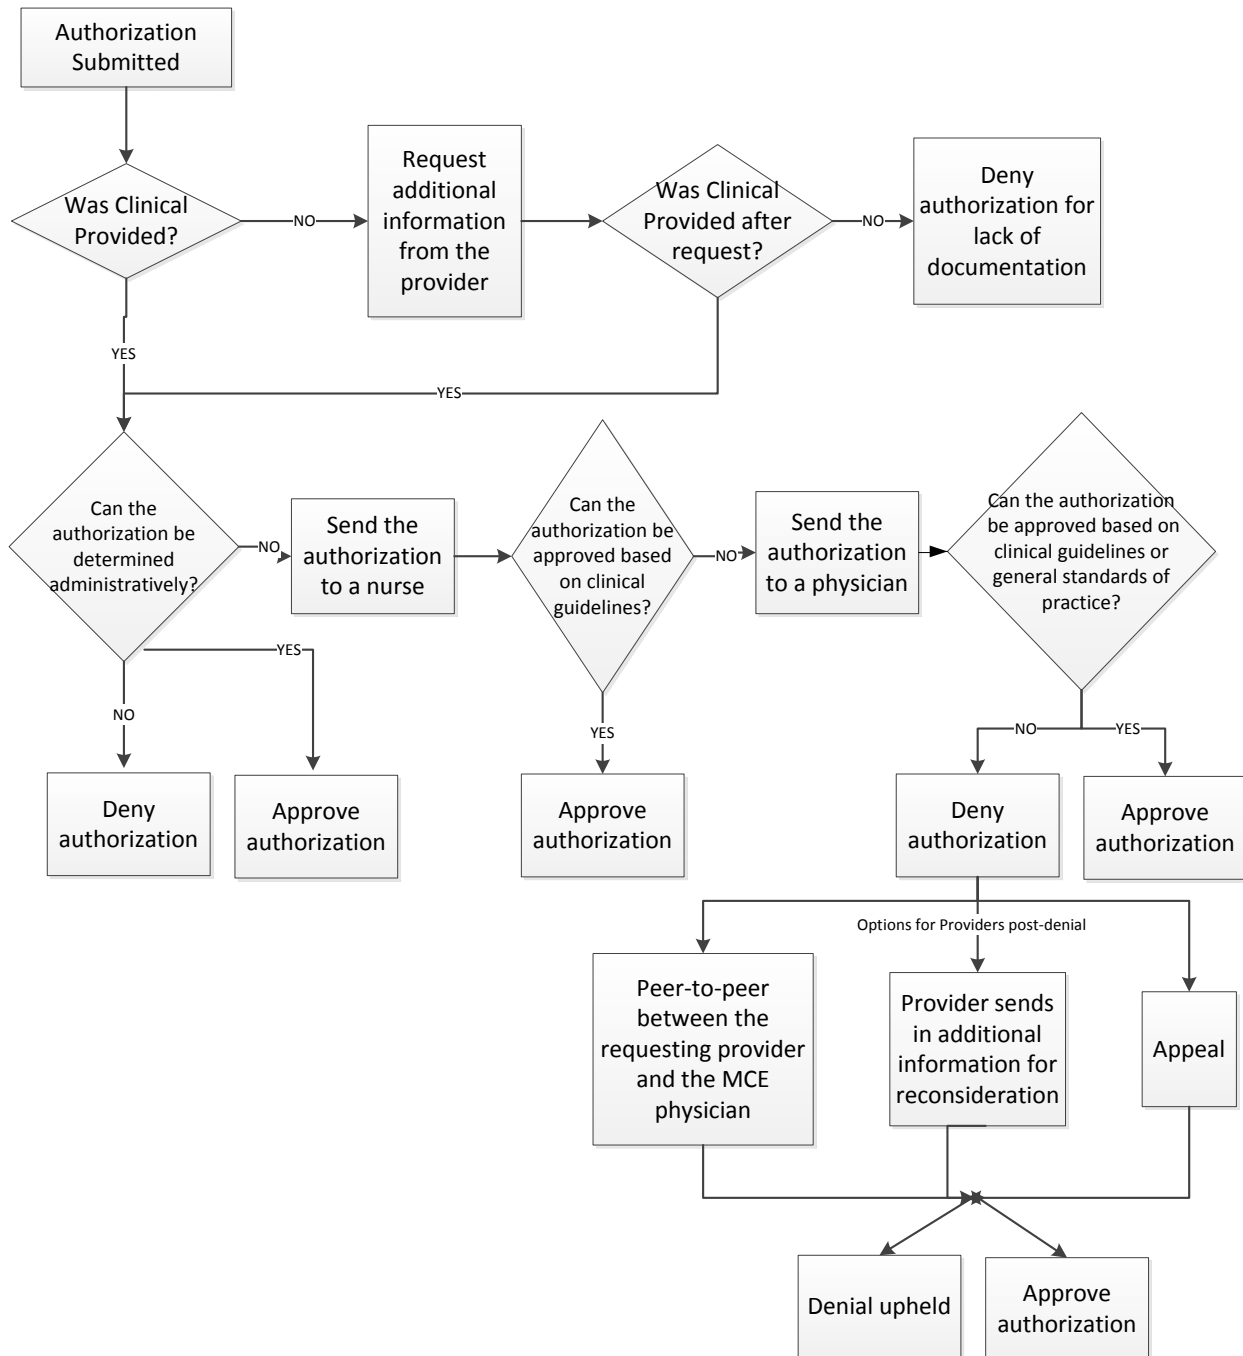 Authorization
Submitted
Was Clinical
Provided?
NO
Request
additional
information
from the
provider
Was Clinical
Provided after
request?
NO
Deny
authorization for
lack of
documentation
YES
YES
Can the
authorization be
determined
administratively?
NO
Send the
authorization
to a nurse
Can the
authorization be
approved based
on clinical
guidelines?
NO
Send the
authorization
to a physician
Can the authorization
be approved based on
clinical guidelines or
general standards of
practice?
YES
NO
YES
NO
YES
Deny
authorization
Approve
authorization
Approve
authorization
Deny
authorization
Approve
authorization
Options for Providers post-denial
Peer-to-peer
between the
requesting provider
and the MCE
physician
Provider sends
in additional
information for
reconsideration
Appeal
Denial upheld
Approve
authorization